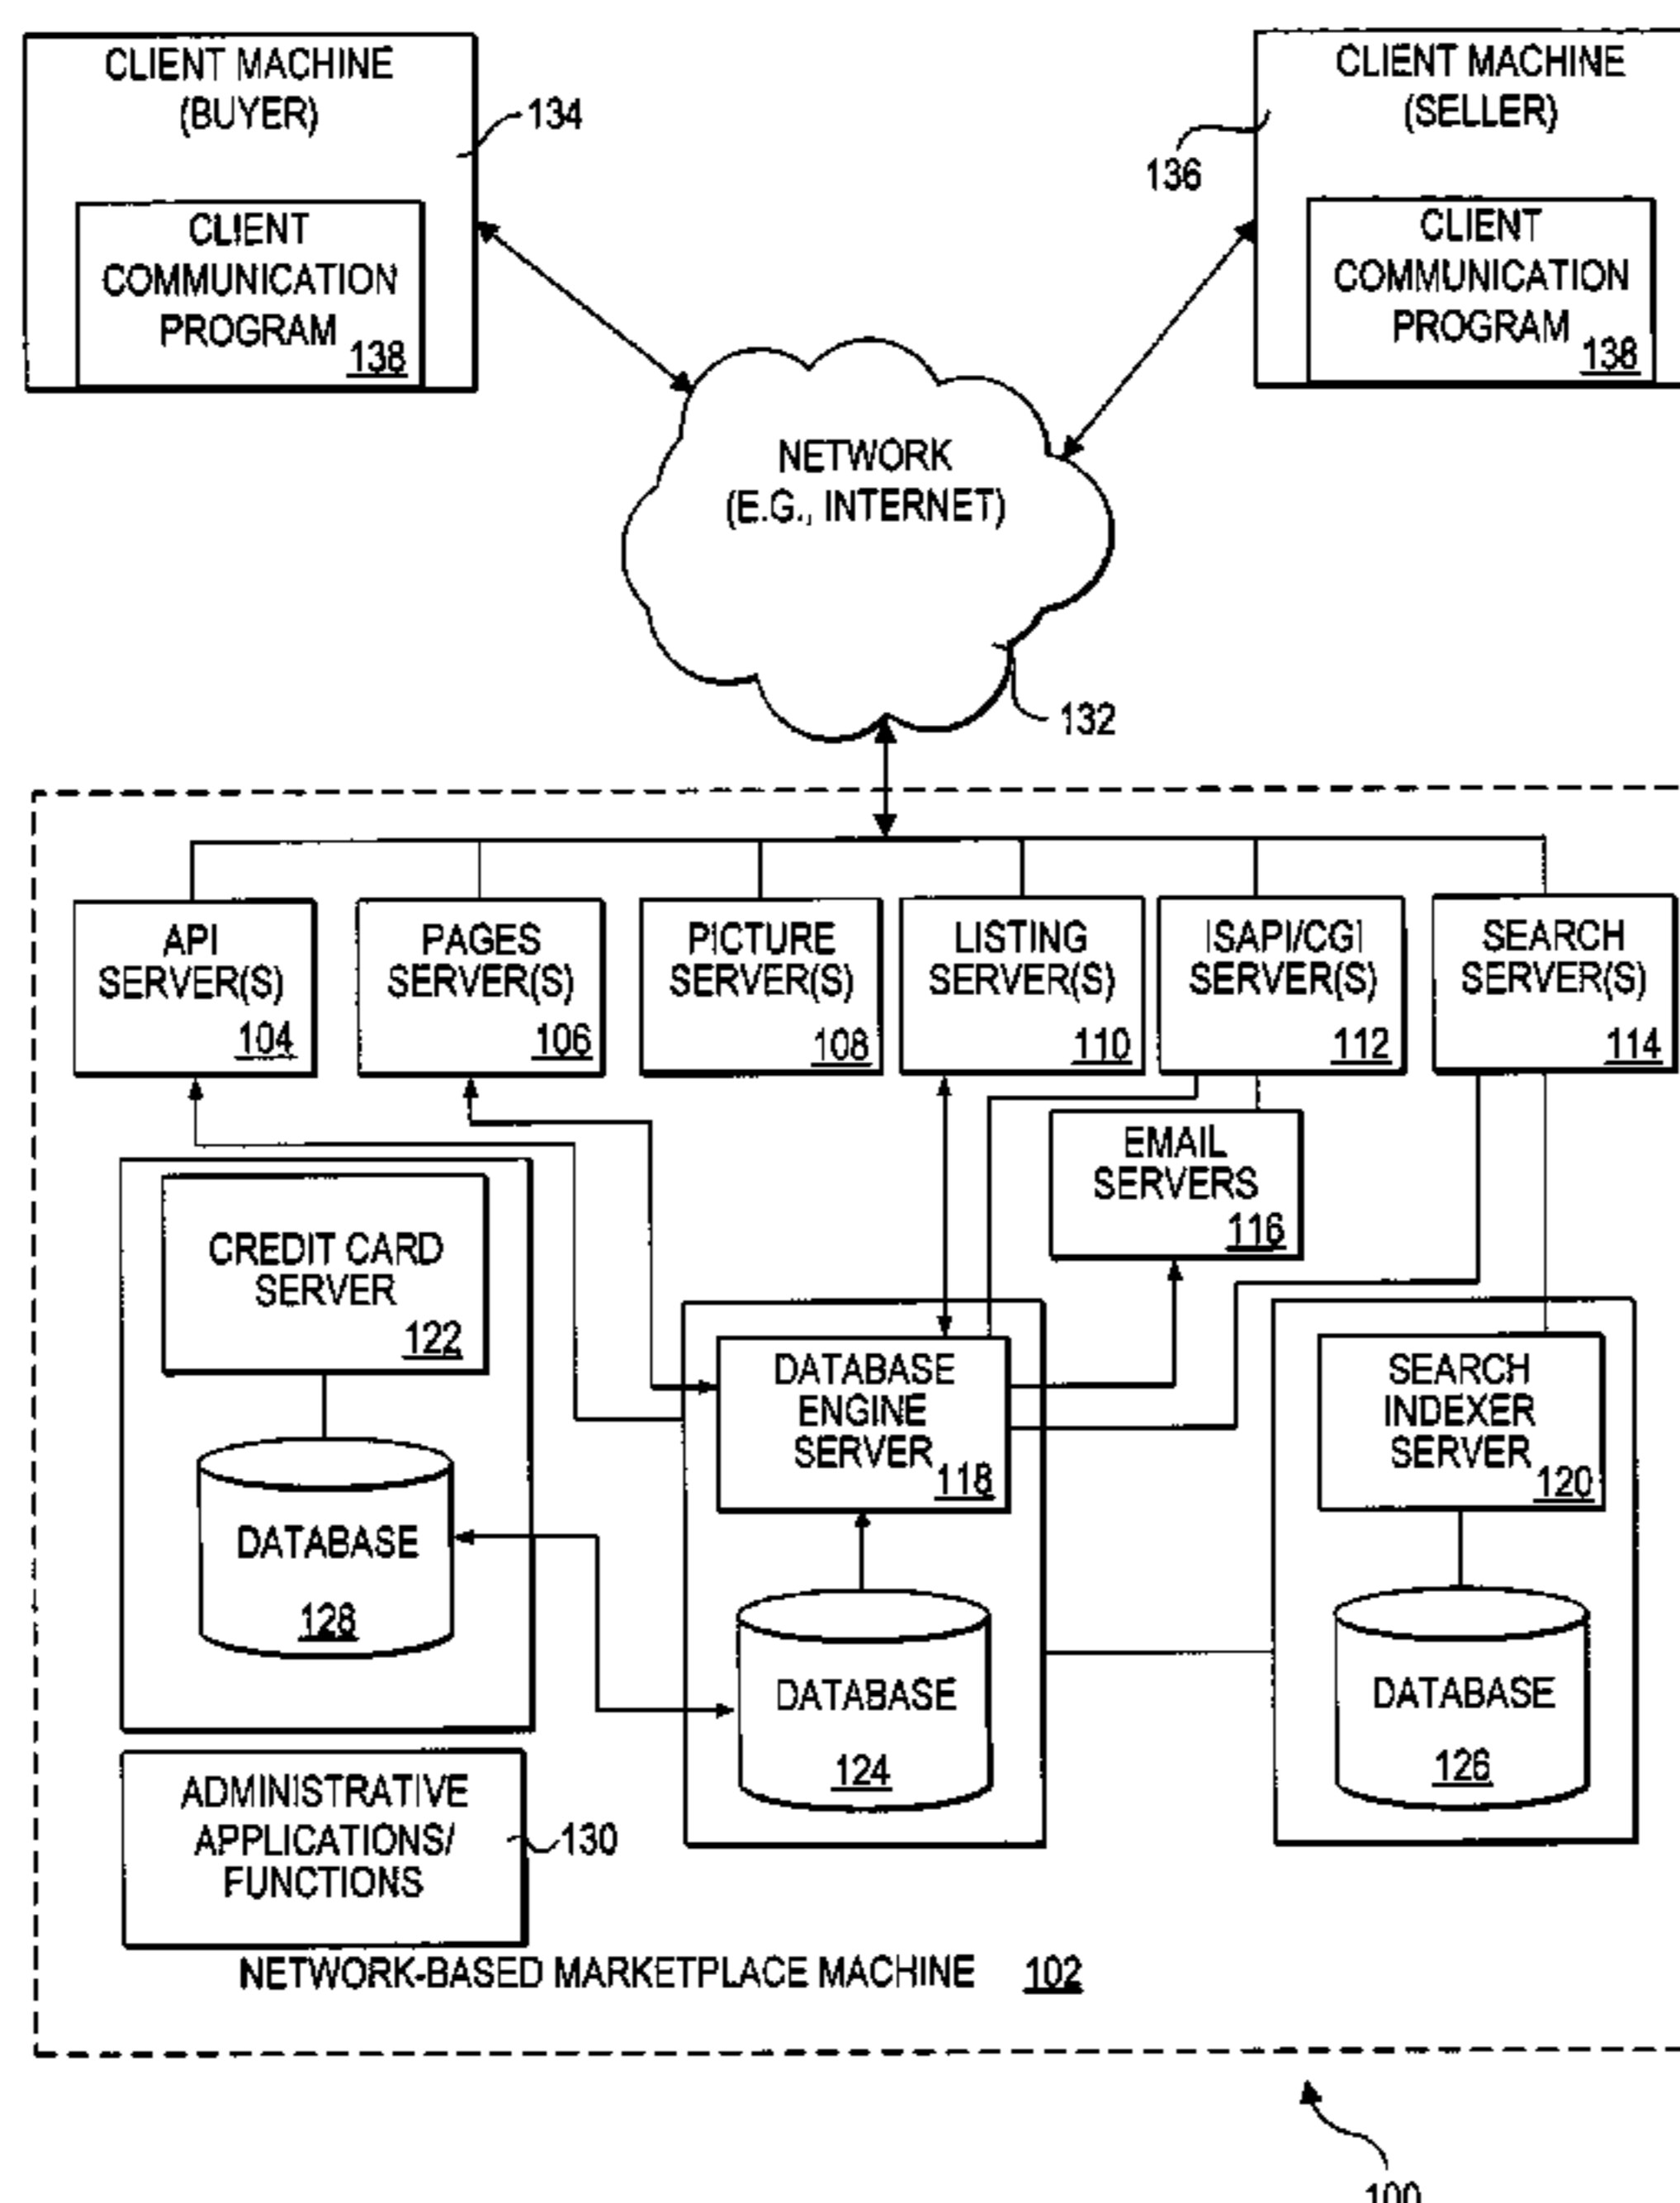 CLIENT MACHINE
(BUYER)
134
CLIENT
COMMUNICATION
PROGRAM
138
CLIENT MACHINE
(SELLER)
136
CLIENT
COMMUNICATION
PROGRAM
138
NETWORK
(E.G., INTERNET)
132
API
SERVER(S)
104
PAGES
SERVER(S)
106
PICTURE
SERVER(S)
108
LISTING
SERVER(S)
110
ISAPI/CGI
SERVER(S)
112
SEARCH
SERVER(S)
114
EMAIL
SERVERS
116
CREDIT CARD
SERVER
122
DATABASE
ENGINE
SERVER
118
SEARCH
INDEXER
SERVER
120
DATABASE
128
DATABASE
124
DATABASE
126
ADMINISTRATIVE
APPLICATIONS/
FUNCTIONS
130
NETWORK-BASED MARKETPLACE MACHINE 102
100